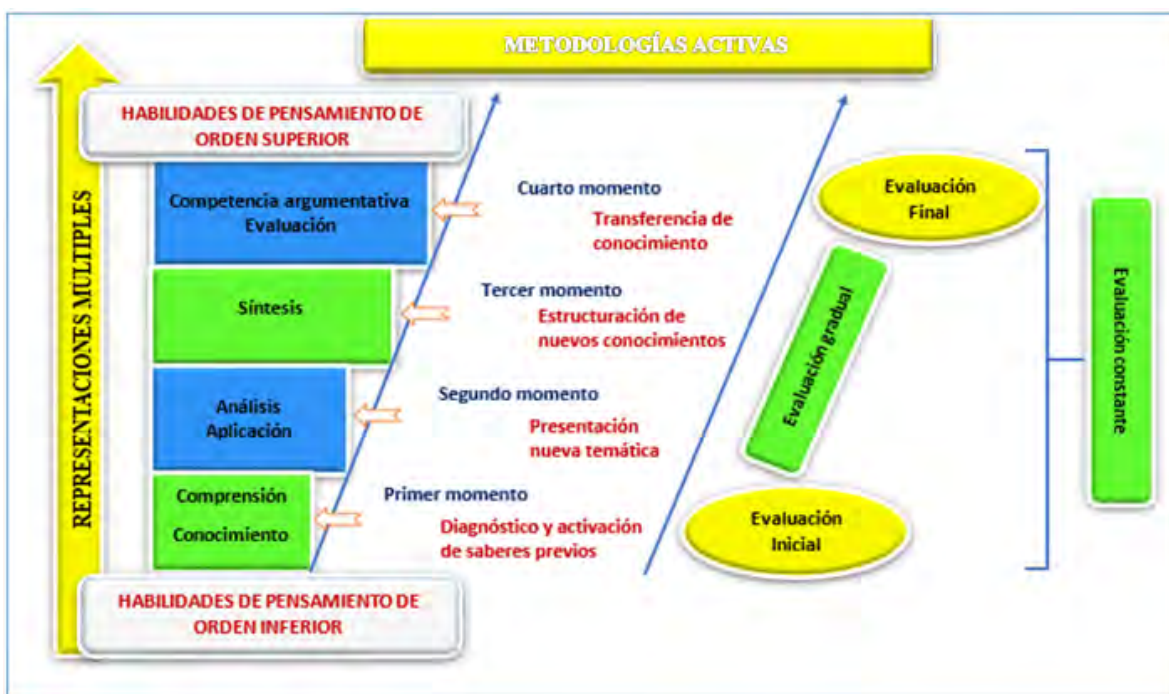 METODOLOGÍAS ACTIVAS
REPRESENTACIONES MÚLTIPLES
HABILIDADES DE PENSAMIENTO DE
ORDEN SUPERIOR
Competencia argumentativa
Evaluación
Síntesis
Análisis
Aplicación
Comprensión
Conocimiento
HABILIDADES DE PENSAMIENTO DE
ORDEN INFERIOR
Cuarto momento
Transferencia de
conocimiento
Tercer momento
Estructuración de
nuevos conocimientos
Segundo momento
Presentación
nueva temática
Primer momento
Diagnóstico y activación
de saberes previos
Evaluación
Final
Evaluación gradual
Evaluación
Inicial
Evaluación constante